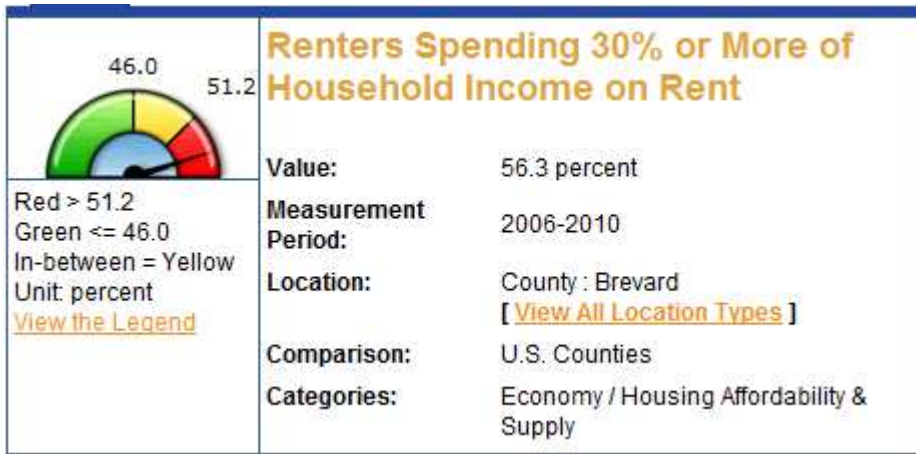 46.0
51.2
Red > 51.2
Green <= 46.0
In-between = Yellow
Unit: percent
View the Legend
Renters Spending 30% or More of
Household Income on Rent
Value: 56.3 percent
Measurement
Period: 2006-2010
Location: County : Brevard
[ View All Location Types ]
Comparison: U.S. Counties
Categories: Economy / Housing Affordability &
Supply